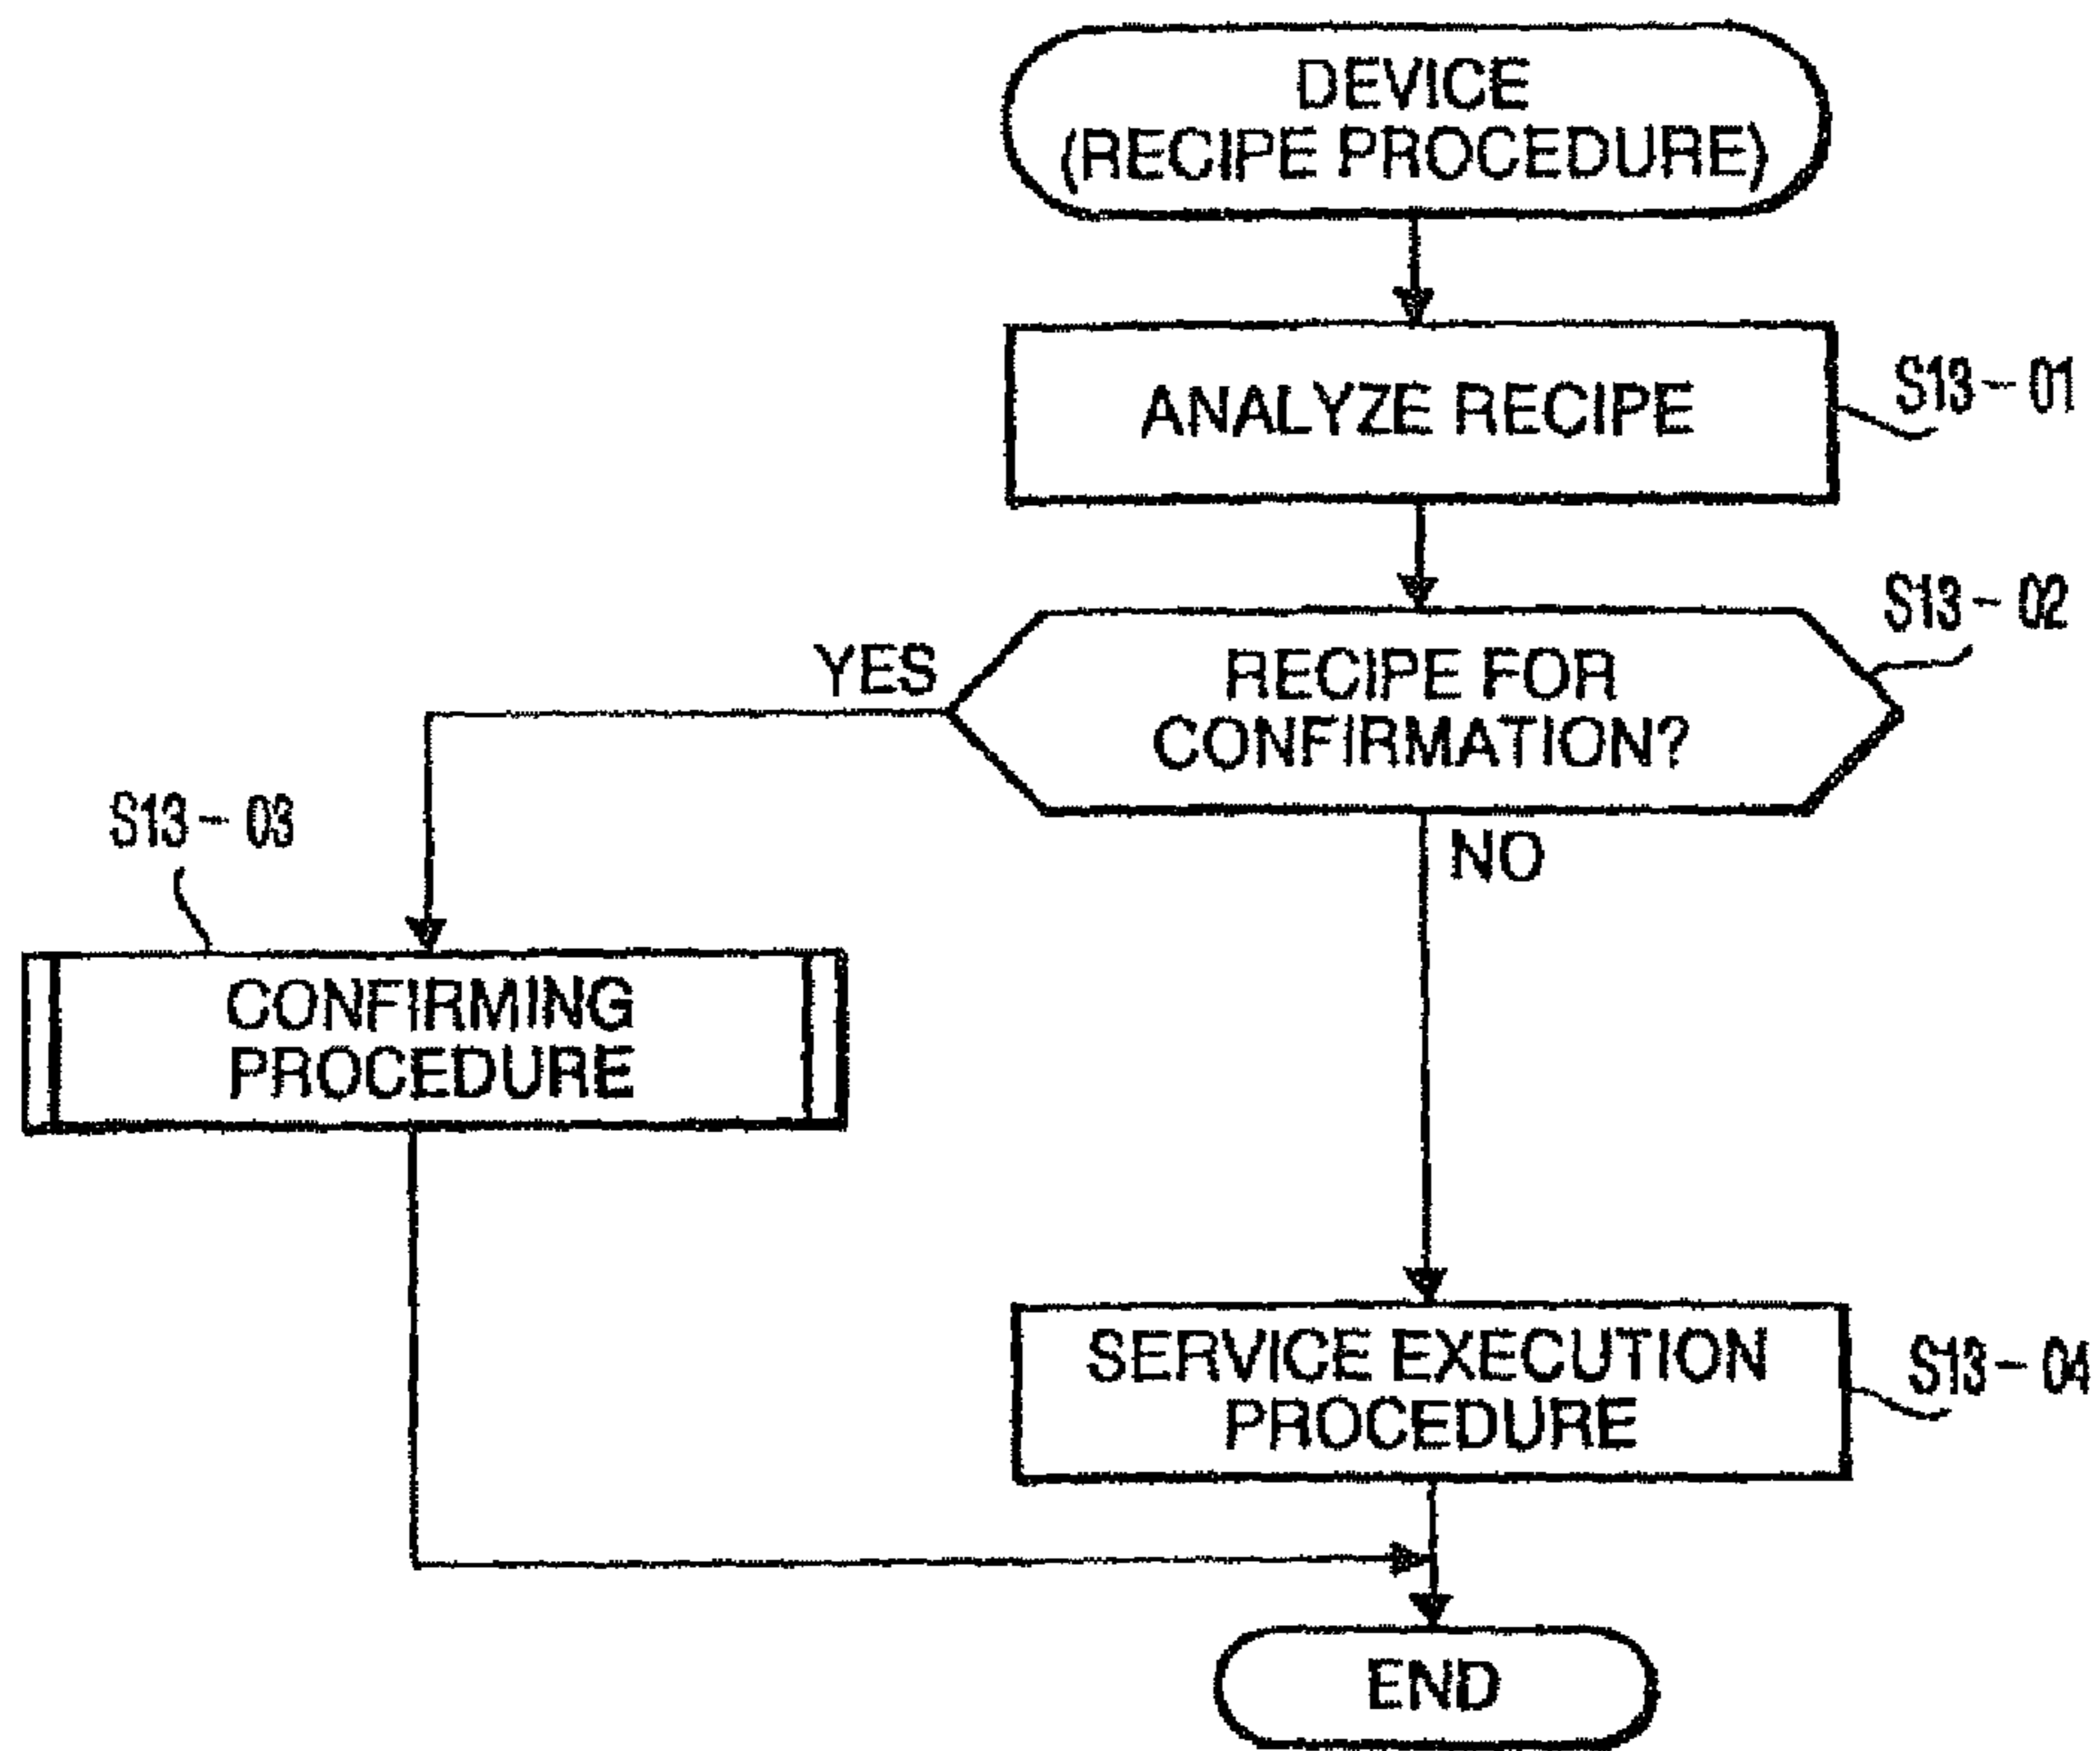 DEVICE
(RECIPE PROCEDURE)
ANALYZE RECIPE
S13-01
RECIPE FOR
CONFIRMATION?
S13-02
YES
NO
S13-03
CONFIRMING
PROCEDURE
SERVICE EXECUTION
PROCEDURE
S13-04
END